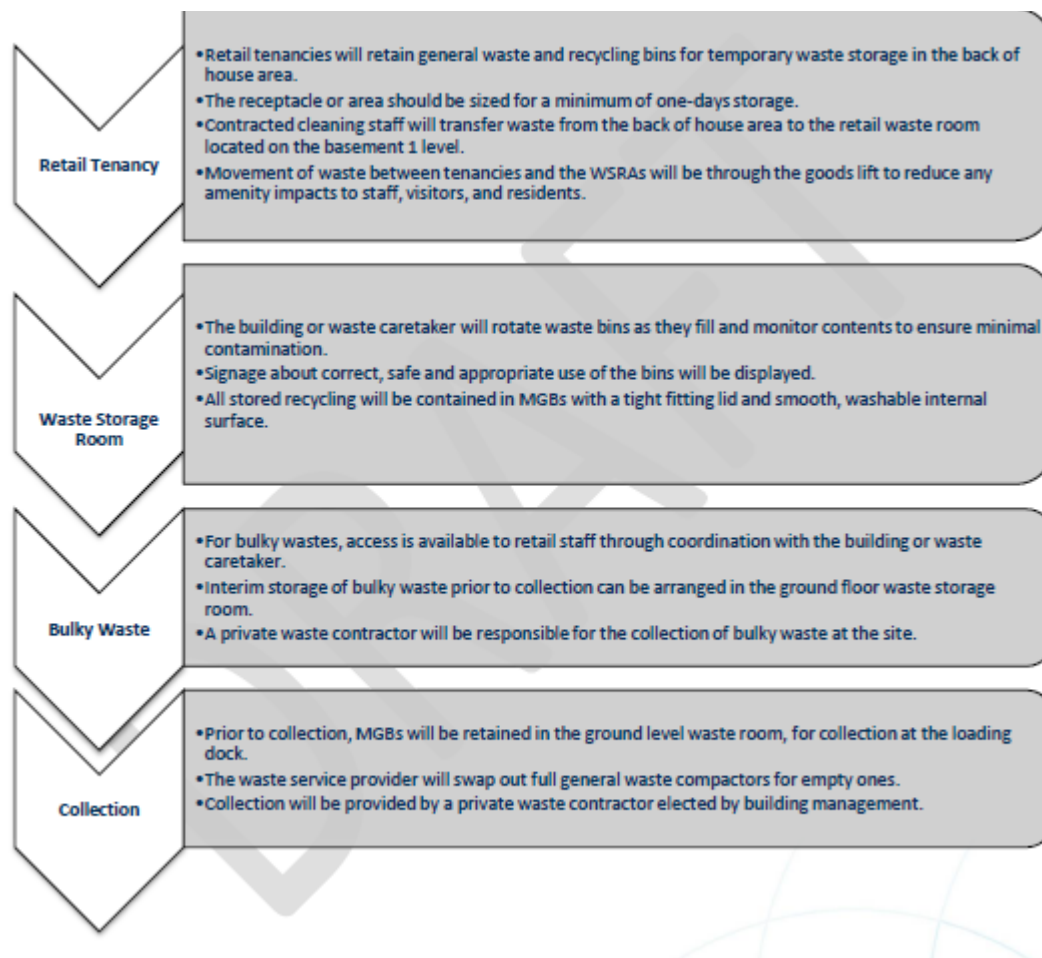 •Retail tenancies will retain general waste and recycling bins for temporary waste storage in the back of
house area.
•The receptacle or area should be sized for a minimum of one-days storage.
•Contracted cleaning staff will transfer waste from the back of house area to the retail waste room
located on the basement 1 level.
•Movement of waste between tenancies and the WSRAs will be through the goods lift to reduce any
amenity impacts to staff, visitors, and residents.
Retail Tenancy
•The building or waste caretaker will rotate waste bins as they fill and monitor contents to ensure minimal
contamination.
•Signage about correct, safe and appropriate use of the bins will be displayed.
•All stored recycling will be contained in MGBs with a tight fitting lid and smooth, washable internal
surface.
Waste Storage
Room
•For bulky wastes, access is available to retail staff through coordination with the building or waste
caretaker.
•Interim storage of bulky waste prior to collection can be arranged in the ground floor waste storage
room.
•A private waste contractor will be responsible for the collection of bulky waste at the site.
Bulky Waste
•Prior to collection, MGBs will be retained in the ground level waste room, for collection at the loading
dock.
•The waste service provider will swap out full general waste compactors for empty ones.
•Collection will be provided by a private waste contractor elected by building management.
Collection
DRAFT